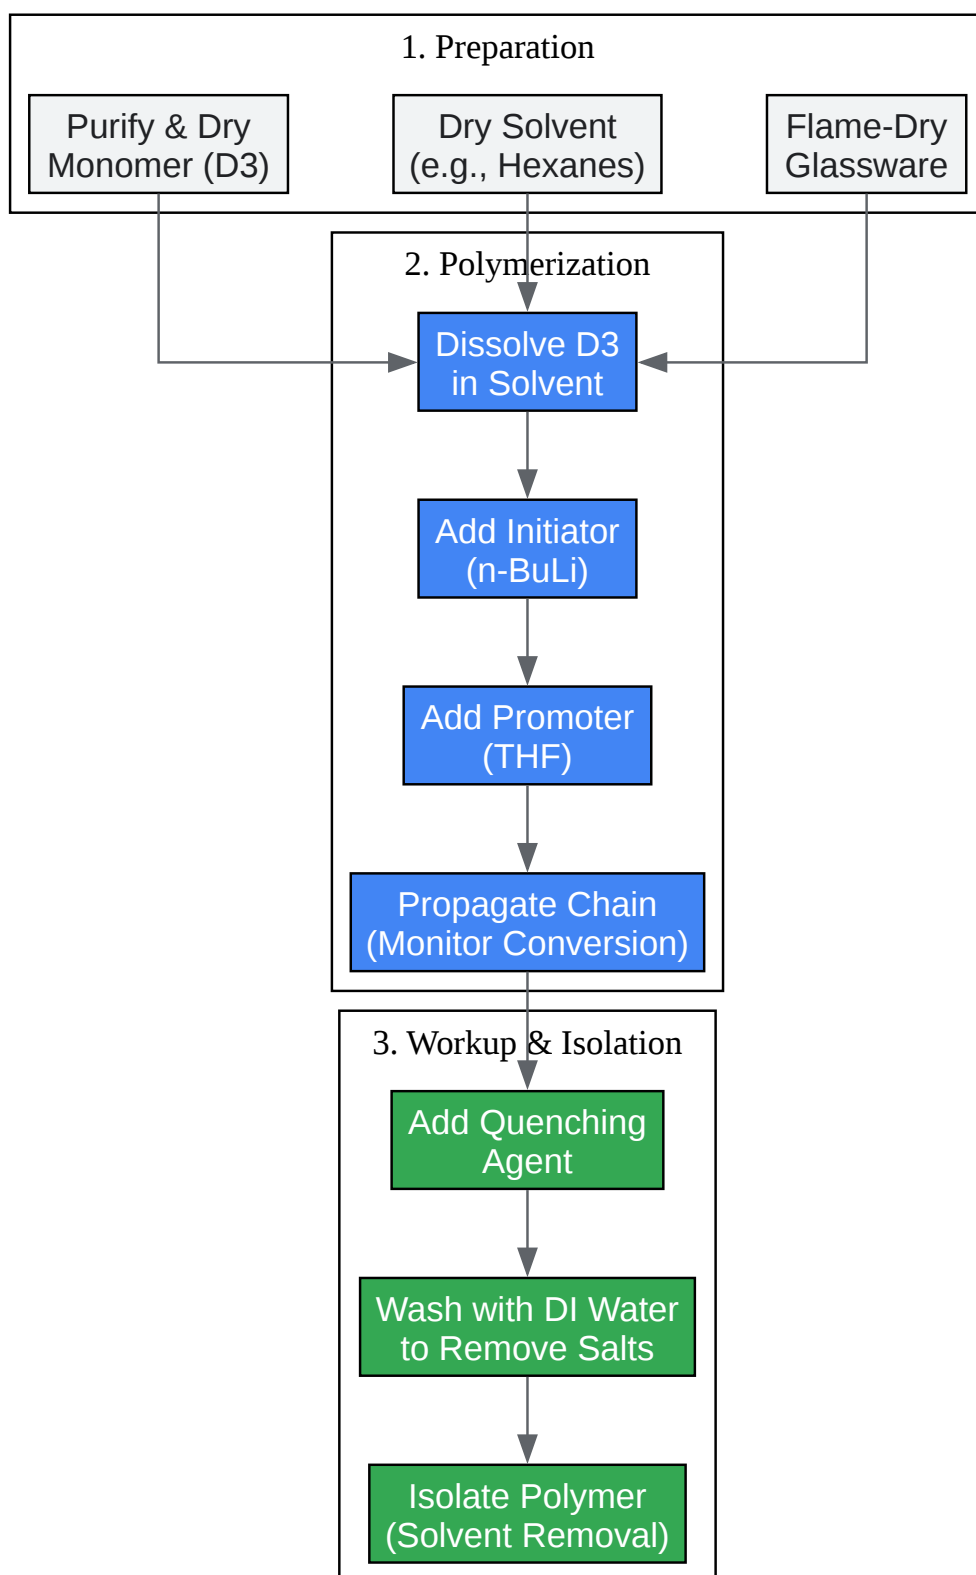 1. Preparation
Purify & Dry
Monomer (D3)
Dry Solvent
(e.g., Hexanes)
Flame-Dry
Glassware
2. Polymerization
Dissolve D3
in Solvent
Add Initiator
(n-BuLi)
Add Promoter
(THF)
Propagate Chain
(Monitor Conversion)
3. Workup & Isolation
Add Quenching
Agent
Wash with DI Water
to Remove Salts
Isolate Polymer
(Solvent Removal)